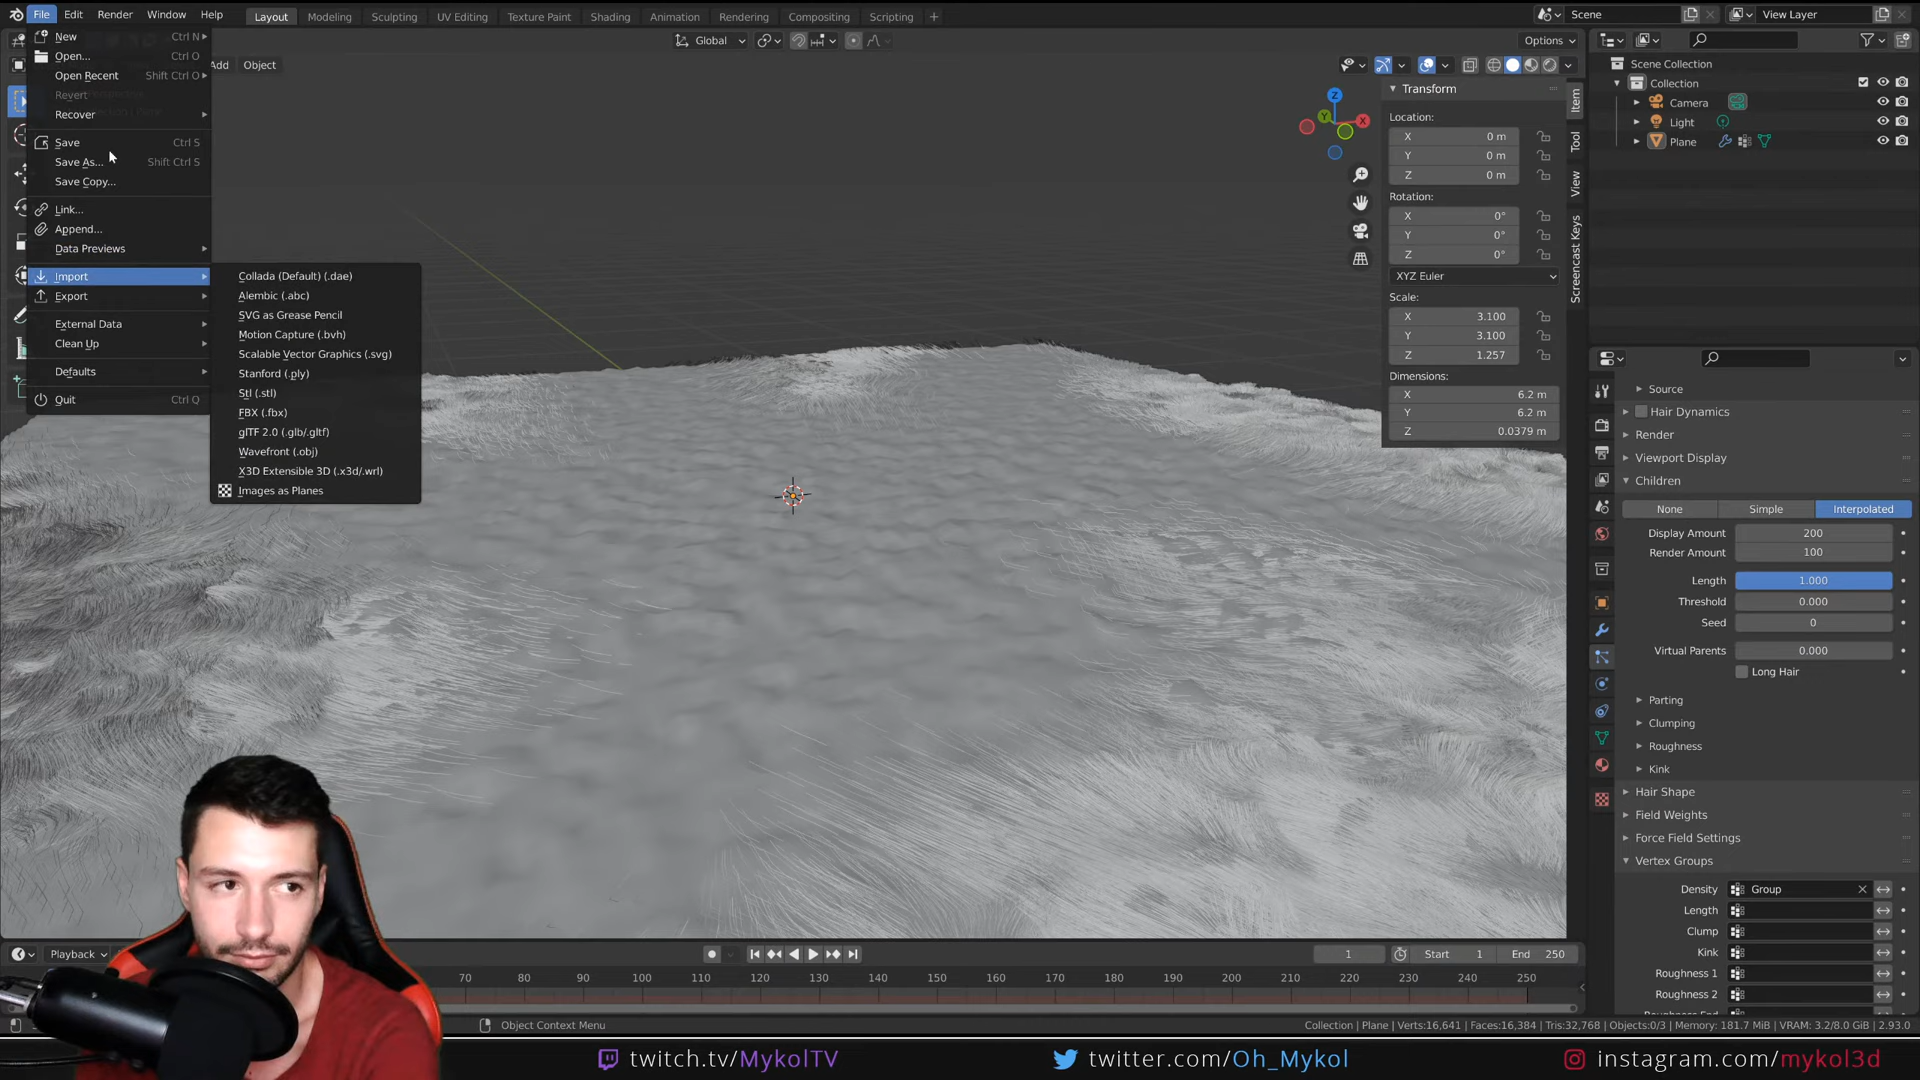 File Edit Render Window Help
Layout Modeling Sculpting UV Editing Texture Paint Shading Animation Rendering Compositing Scripting +
Scene
View Layer
New Ctrl N
Open... Ctrl O
Open Recent Shift Ctrl O
Revert
Recover
Save Ctrl S
Save As... Shift Ctrl S
Save Copy...
Link...
Append...
Data Previews
Import
Export
External Data
Clean Up
Defaults
Quit Ctrl Q
Collada (Default) (.dae)
Alembic (.abc)
SVG as Grease Pencil
Motion Capture (.bvh)
Scalable Vector Graphics (.svg)
Stanford (.ply)
Stl (.stl)
FBX (.fbx)
glTF 2.0 (.glb/.gltf)
Wavefront (.obj)
X3D Extensible 3D (.x3d/.wrl)
Images as Planes
Add Object
Global
Options
Z
Y
X
Transform
Location:
X 0 m
Y 0 m
Z 0 m
Rotation:
X 0°
Y 0°
Z 0°
XYZ Euler
Scale:
X 3.100
Y 3.100
Z 1.257
Dimensions:
X 6.2 m
Y 6.2 m
Z 0.0379 m
Item
Tool
View
Screencast Keys
Scene Collection
Collection
Camera
Light
Plane
Source
Hair Dynamics
Render
Viewport Display
Children
None Simple Interpolated
Display Amount 200
Render Amount 100
Length 1.000
Threshold 0.000
Seed 0
Virtual Parents 0.000
Long Hair
Parting
Clumping
Roughness
Kink
Hair Shape
Field Weights
Force Field Settings
Vertex Groups
Density Group
Length
Clump
Kink
Roughness 1
Roughness 2
Playback
1 Start 1 End 250
70 80 90 100 110 120 130 140 150 160 170 180 190 200 210 220 230 240 250
Object Context Menu
Collection | Plane | Verts:16,641 | Faces:16,384 | Tris:32,768 | Objects:0/3 | Memory: 181.7 MiB | VRAM: 3.2/8.0 GiB | 2.93.0
twitch.tv/MykolTV
twitter.com/Oh_Mykol
instagram.com/mykol3d